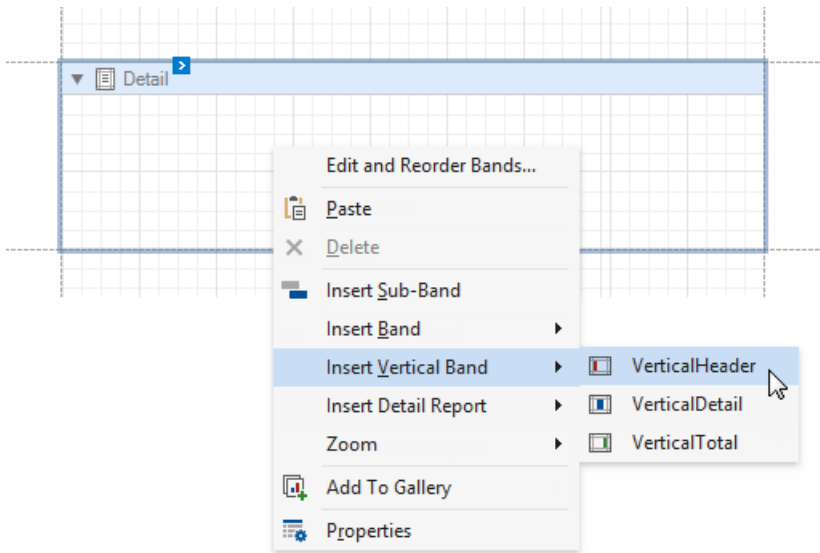 Detail
Edit and Reorder Bands...
Paste
Delete
Insert Sub-Band
Insert Band
Insert Vertical Band
VerticalHeader
Insert Detail Report
VerticalDetail
Zoom
VerticalTotal
Add To Gallery
Properties